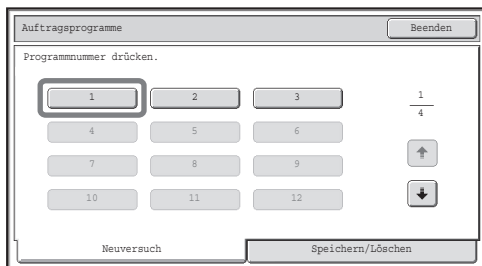 Auftragsprogramme
Beenden
Programmnummer drücken.
1 2 3
4 5 6
7 8 9
10 11 12
1
4
Neuversuch
Speichern/Löschen